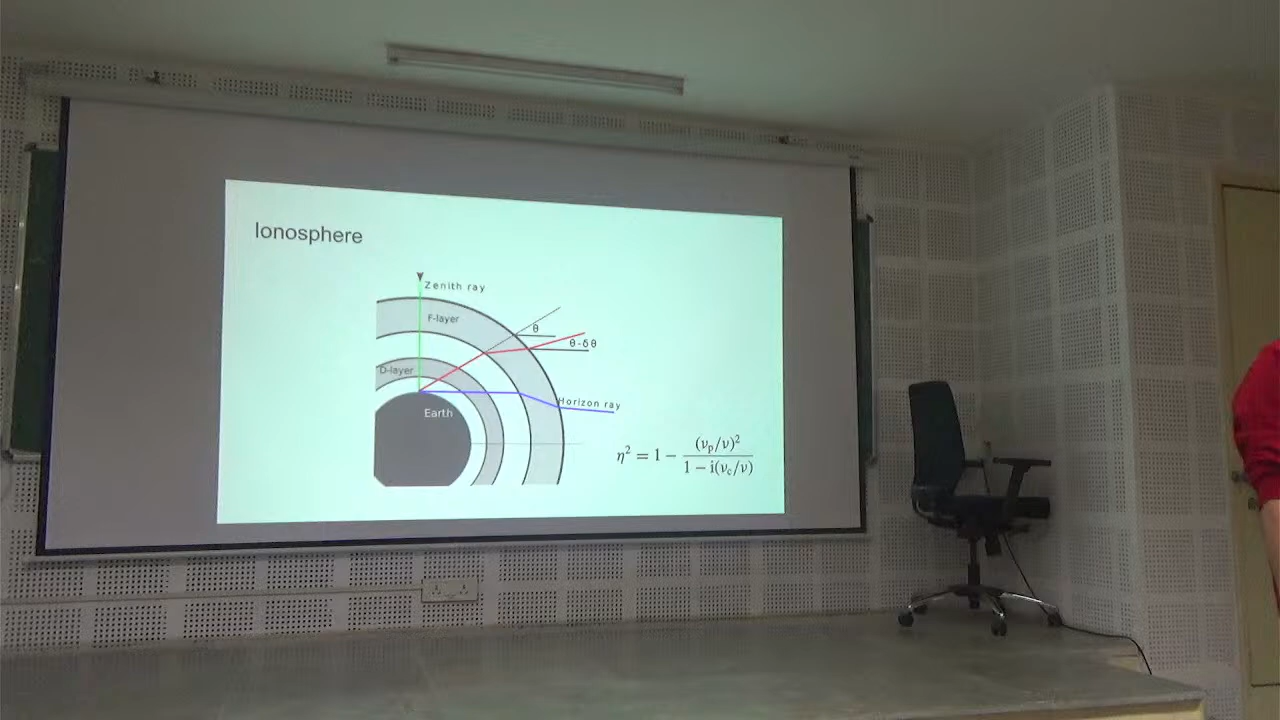 Ionosphere
Zenith ray
F-layer
θ
θ-δθ
D-layer
Horizon ray
Earth
η² = 1 − (νp/ν)² / 1 − i(νc/ν)